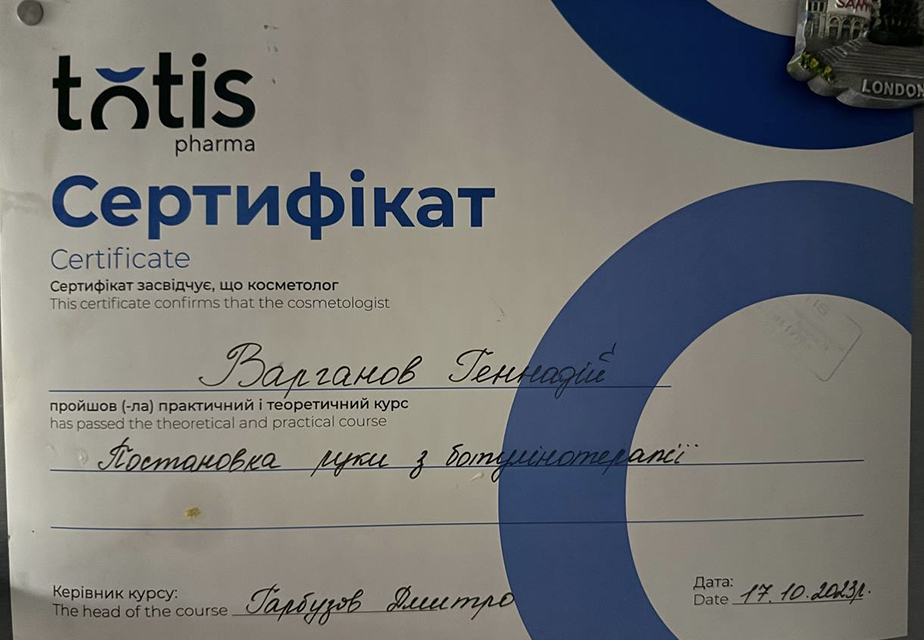 tōtis
pharma
Сертифікат
Certificate
Сертифікат засвідчує, що косметолог
This certificate confirms that the cosmetologist
Варганов Геннадій
пройшов (-ла) практичний і теоретичний курс
has passed the theoretical and practical course
Постановка руки з ботулінотерапії
Керівник курсу:
The head of the course Гарбузов Дмитро
Дата:
Date 17.10.2023р.
LONDON